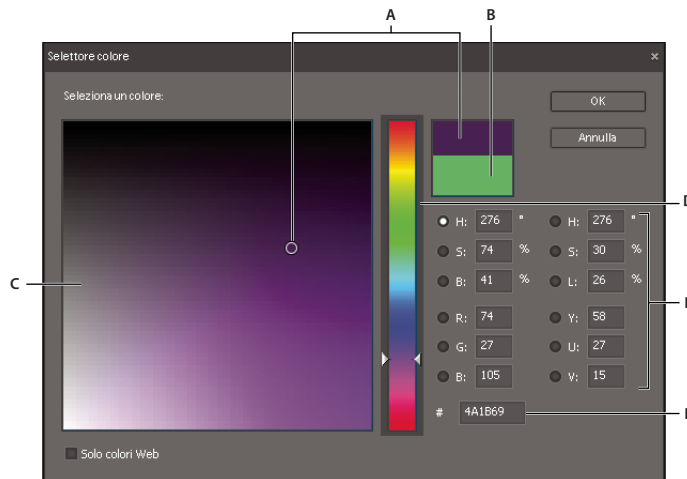 A
B
Selettore colore ×
Seleziona un colore:
OK
Annulla
D
C
H: 276 °
H: 276 °
S: 74 %
S: 30 %
B: 41 %
L: 26 %
R: 74
Y: 58
G: 27
U: 27
B: 105
V: 15
# 4A1B69
Solo colori Web